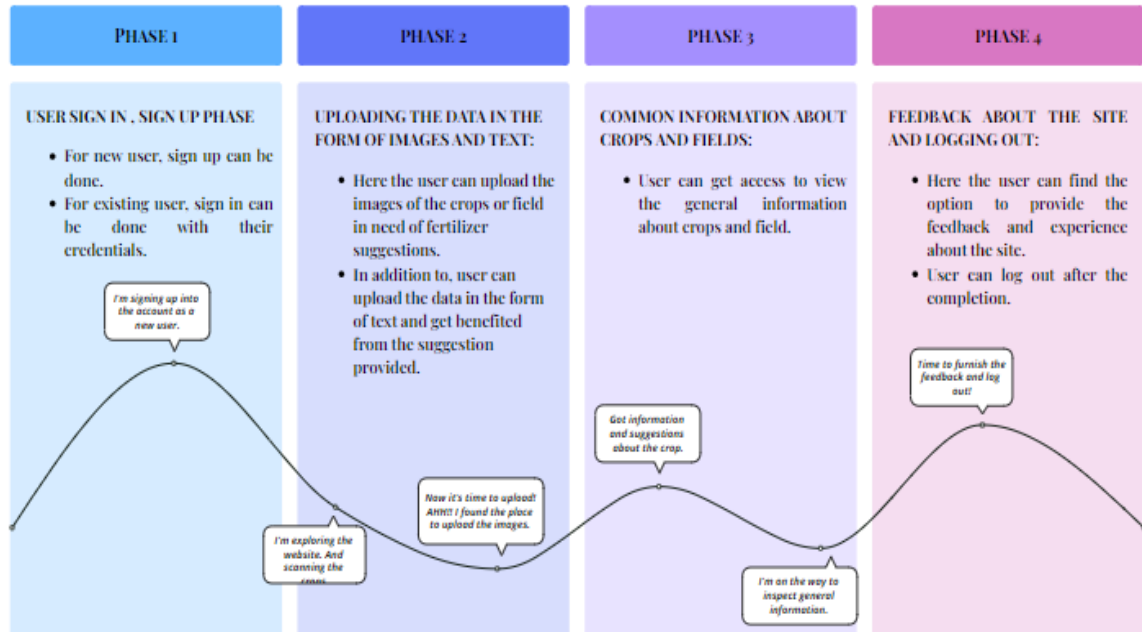 PHASE 1
PHASE 2
PHASE 3
PHASE 4
USER SIGN IN , SIGN UP PHASE
• For new user, sign up can be
done.
• For existing user, sign in can
be done with their
credentials.
I'm signing up into
the account as a
new user.
UPLOADING THE DATA IN THE
FORM OF IMAGES AND TEXT:
• Here the user can upload the
images of the crops or field
in need of fertilizer
suggestions.
• In addition to, user can
upload the data in the form
of text and get benefited
from the suggestion
provided.
I'm exploring the
website. And
scanning the
crops
Now it's time to upload!
AHH!! I found the place
to upload the images.
COMMON INFORMATION ABOUT
CROPS AND FIELDS:
• User can get access to view
the general information
about crops and field.
Got information
and suggestions
about the crop.
I'm on the way to
inspect general
information.
FEEDBACK ABOUT THE SITE
AND LOGGING OUT:
• Here the user can find the
option to provide the
feedback and experience
about the site.
• User can log out after the
completion.
Time to furnish the
feedback and log
out!